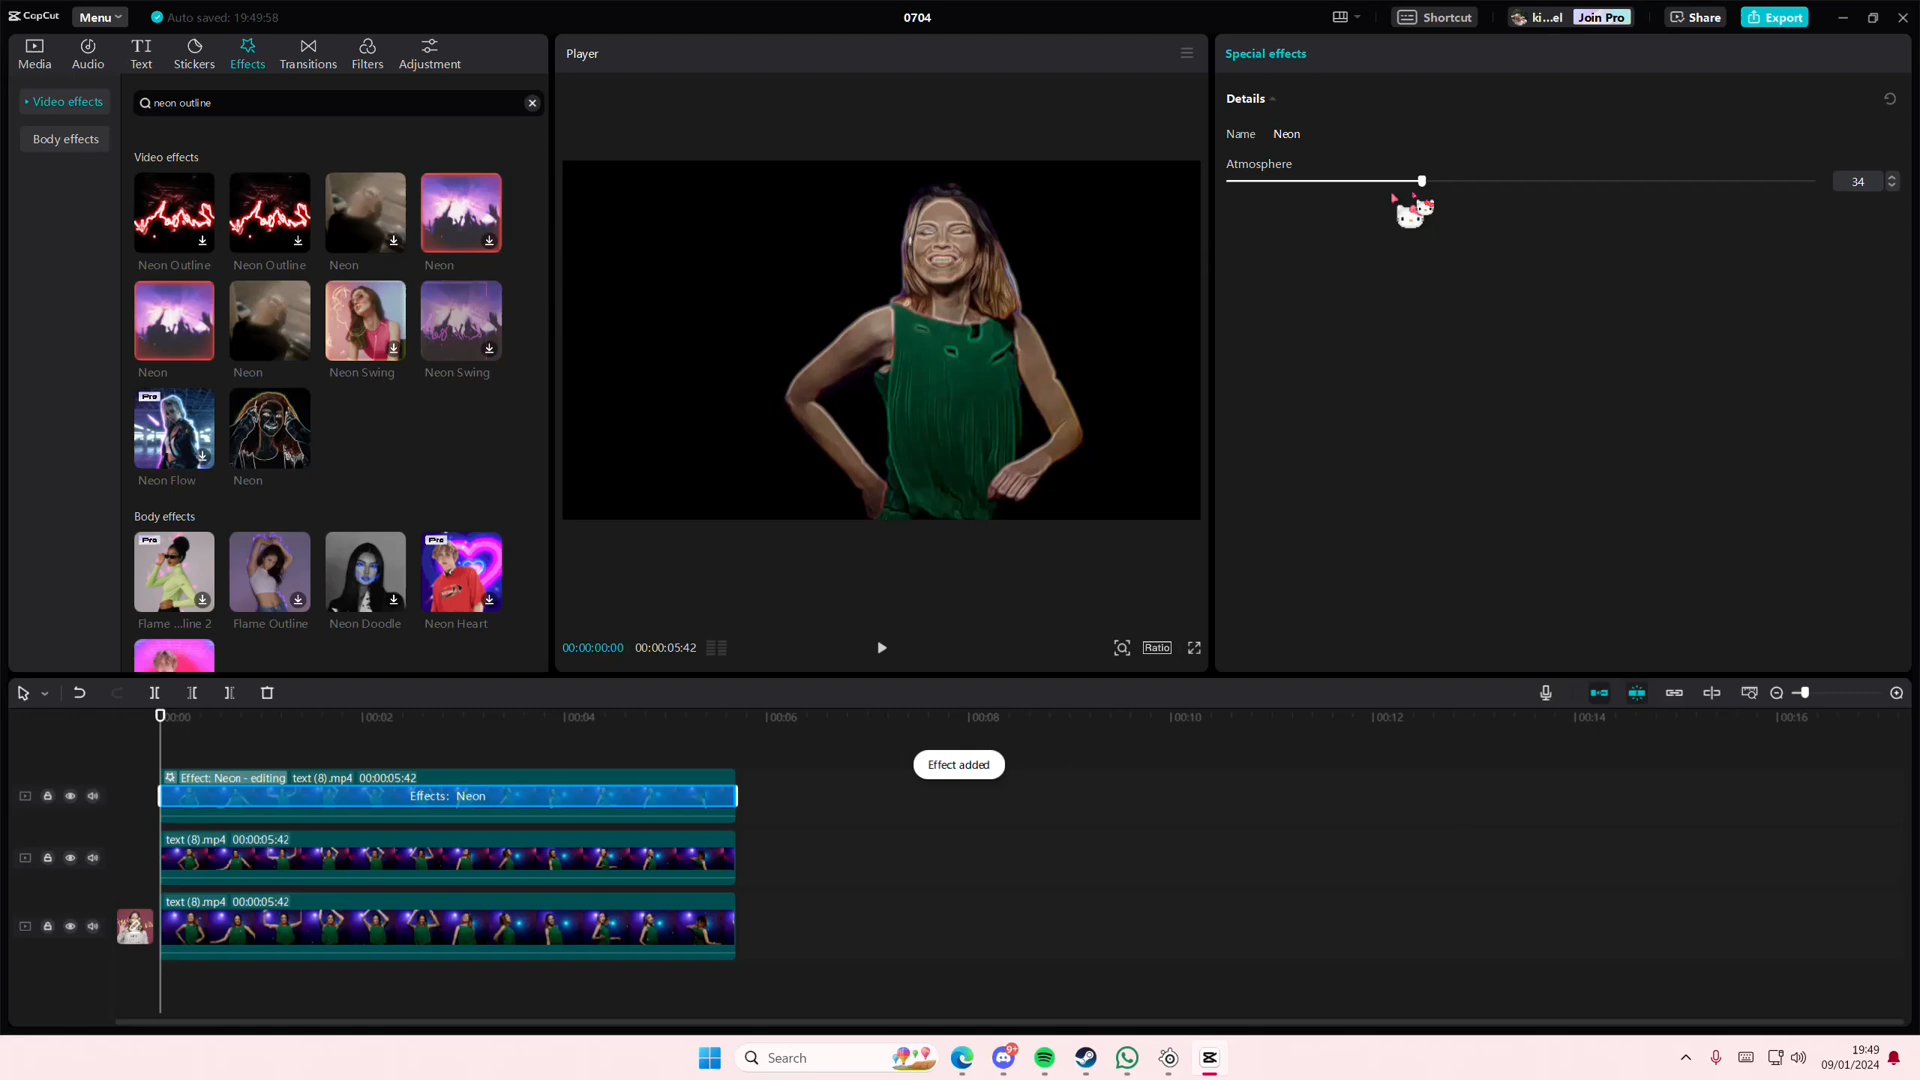 CapCut Menu Auto saved: 19:49:58 0704 Shortcut ki...el Join Pro Share Export
Media Audio Text Stickers Effects Transitions Filters Adjustment
Video effects
Body effects
neon outline
Video effects
Neon Outline Neon Outline Neon Neon
Neon Neon Neon Swing Neon Swing
Pro
Neon Flow Neon
Body effects
Pro Pro
Flame ...line 2 Flame Outline Neon Doodle Neon Heart
Player
00:00:00:00 00:00:05:42 Ratio
Special effects
Details
Name Neon
Atmosphere
34
00:00 00:02 00:04 00:06 00:08 00:10 00:12 00:14 00:16
Effect added
Effect: Neon - editing text (8).mp4 00:00:05:42
Effects: Neon
text (8).mp4 00:00:05:42
text (8).mp4 00:00:05:42
Search 9+ 19:49
09/01/2024